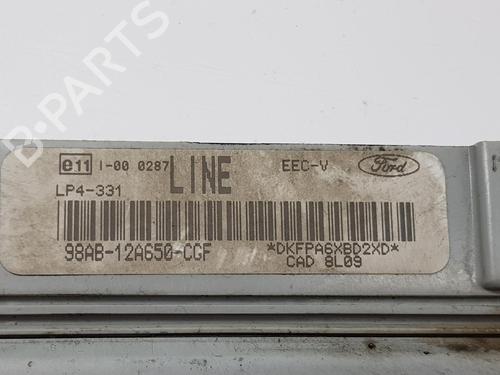 e11 I-00 0287 LINE EEC-V Ford
LP4-331
98AB-12A650-CGF *DKFPA6XBD2XD*
CAD 8L09
B-PARTS